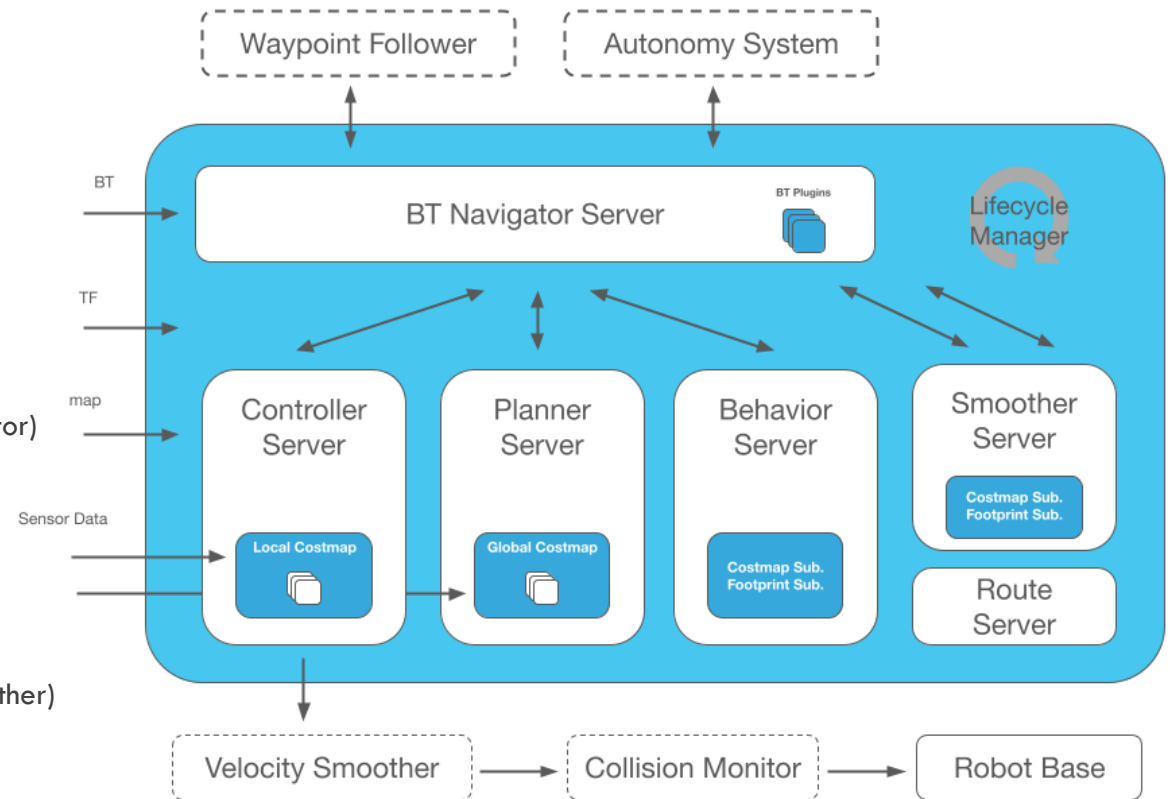 Waypoint Follower
Autonomy System
BT
BT Navigator Server
BT Plugins
Lifecycle
Manager
TF
map
tor)
Controller
Server
Planner
Server
Behavior
Server
Smoother
Server
Costmap Sub.
Footprint Sub.
Sensor Data
Local Costmap
Global Costmap
Costmap Sub.
Footprint Sub.
Route
Server
ther)
Velocity Smoother
Collision Monitor
Robot Base